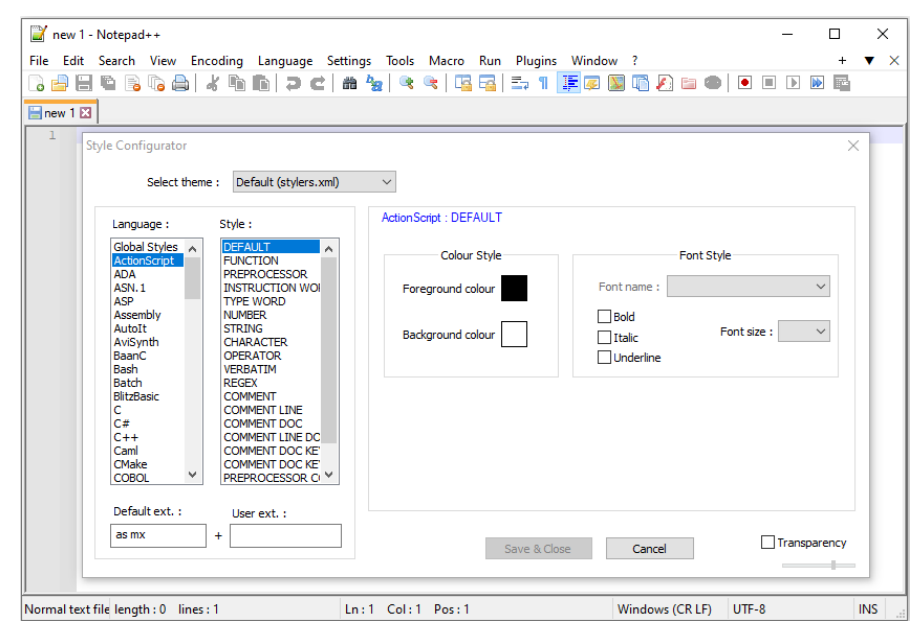 new 1 - Notepad++
File Edit Search View Encoding Language Settings Tools Macro Run Plugins Window ?
new 1
1
Style Configurator
Select theme : Default (stylers.xml)
Language :
Global Styles
ActionScript
ADA
ASN.1
ASP
Assembly
AutoIt
AviSynth
BaanC
Bash
Batch
BlitzBasic
C
C#
C++
Caml
CMake
COBOL
Style :
DEFAULT
FUNCTION
PREPROCESSOR
INSTRUCTION WO
TYPE WORD
NUMBER
STRING
CHARACTER
OPERATOR
VERBATIM
REGEX
COMMENT
COMMENT LINE
COMMENT DOC
COMMENT LINE DC
COMMENT DOC KE
COMMENT DOC KE
PREPROCESSOR C
Default ext. :
as mx
+
User ext. :
ActionScript : DEFAULT
Colour Style
Foreground colour
Background colour
Font Style
Font name :
Bold
Italic
Underline
Font size :
Save & Close
Cancel
Transparency
Normal text file length : 0 lines : 1 Ln : 1 Col : 1 Pos : 1 Windows (CR LF) UTF-8 INS